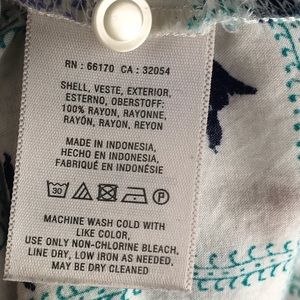 RN : 66170 CA : 32054
SHELL, VESTE, EXTERIOR,
ESTERNO, OBERSTOFF:
100% RAYON, RAYONNE,
RAYÓN, RAYON, REYON
MADE IN INDONESIA,
HECHO EN INDONESIA,
FABRIQUÉ EN INDONÉSIE
30 P
MACHINE WASH COLD WITH
LIKE COLOR,
USE ONLY NON-CHLORINE BLEACH,
LINE DRY, LOW IRON AS NEEDED,
MAY BE DRY CLEANED